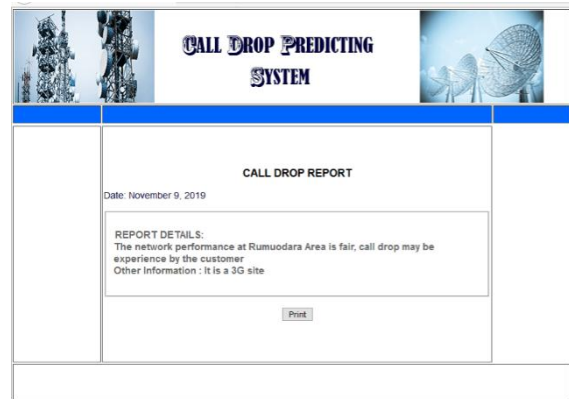 CALL DROP PREDICTING
SYSTEM
CALL DROP REPORT
Date: November 9, 2019
REPORT DETAILS:
The network performance at Rumuodara Area is fair, call drop may be
experience by the customer
Other Information : It is a 3G site
Print